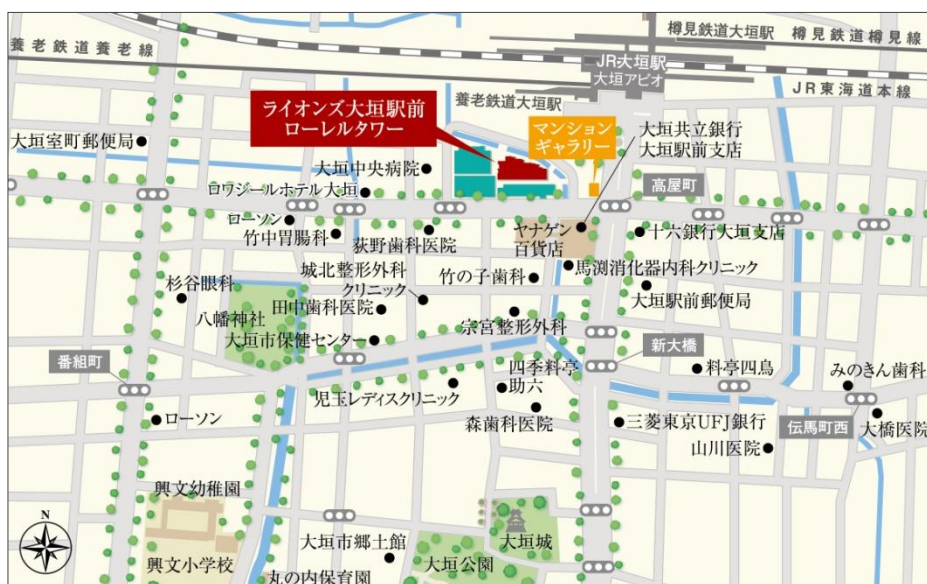 樽見鉄道大垣駅
樽見鉄道樽見線
養老鉄道養老線
JR大垣駅
大垣アピオ
JR東海道本線
養老鉄道大垣駅
ライオンズ大垣駅前
ローレルタワー
マンション
ギャラリー
大垣共立銀行
大垣駅前支店
大垣室町郵便局
大垣中央病院
ロワジールホテル大垣
高屋町
ローソン
竹中胃腸科
荻野歯科医院
ヤナゲン
百貨店
十六銀行大垣支店
城北整形外科
クリニック
竹の子歯科
馬渕消化器内科クリニック
杉谷眼科
八幡神社
田中歯科医院
大垣駅前郵便局
大垣市保健センター
宗宮整形外科
番組町
新大橋
四季料亭
助六
料亭四鳥
みのきん歯科
児玉レディスクリニック
ローソン
森歯科医院
三菱東京UFJ銀行
伝馬町西
大橋医院
山川医院
興文幼稚園
N
大垣市郷土館
大垣城
興文小学校
丸の内保育園
大垣公園